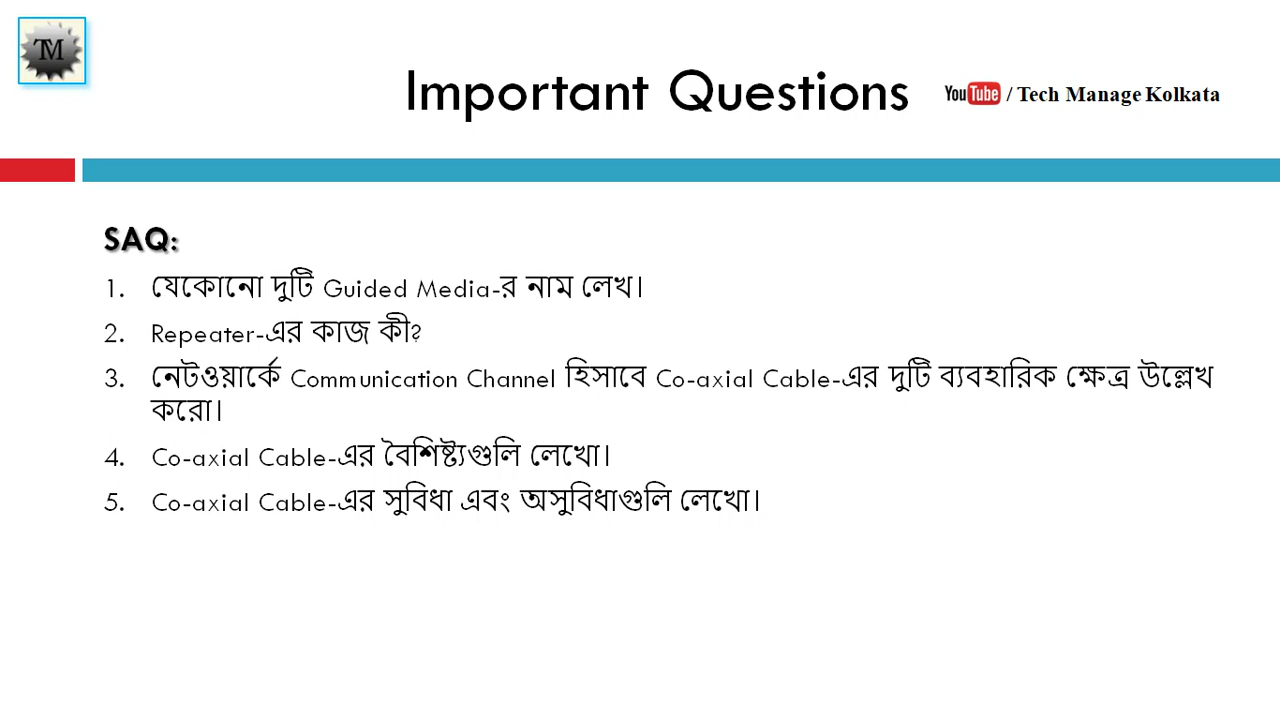 TM
Important Questions
YouTube / Tech Manage Kolkata
SAQ:
1. যেকোনো দুটি Guided Media-র নাম লেখ।
2. Repeater-এর কাজ কী?
3. নেটওয়ার্কে Communication Channel হিসাবে Co-axial Cable-এর দুটি ব্যবহারিক ক্ষেত্র উল্লেখ
করো।
4. Co-axial Cable-এর বৈশিষ্ট্যগুলি লেখো।
5. Co-axial Cable-এর সুবিধা এবং অসুবিধাগুলি লেখো।